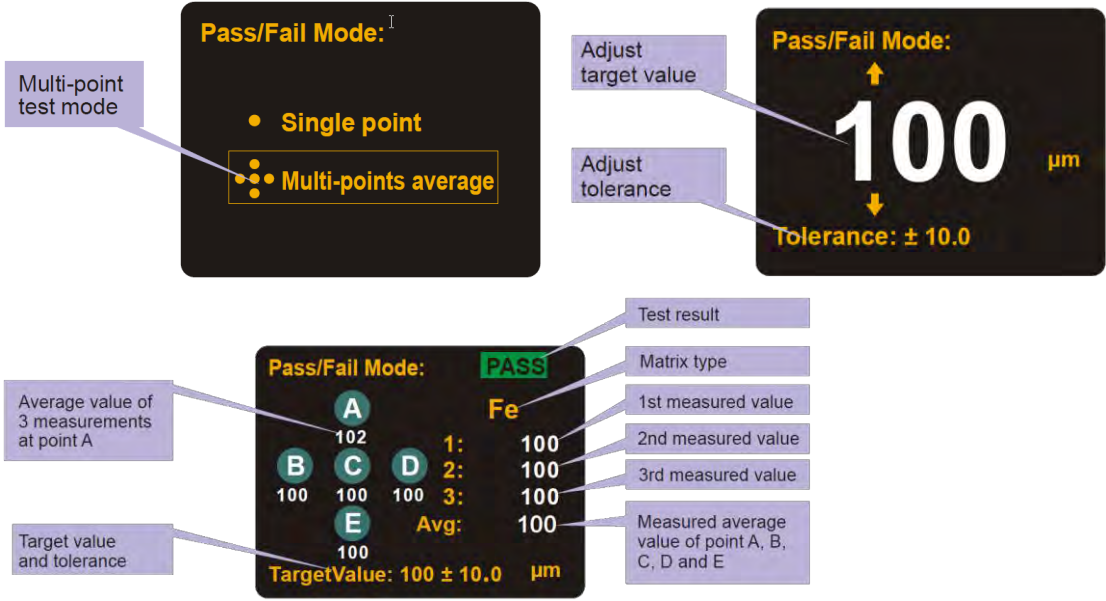 Pass/Fail Mode:
Multi-point
test mode
Single point
Multi-points average
Pass/Fail Mode:
Adjust
target value
100
µm
Adjust
tolerance
Tolerance: ± 10.0
Pass/Fail Mode:
PASS
Test result
Matrix type
Fe
Average value of
3 measurements
at point A
A
102
B
100
C
100
D
100
E
100
1: 100
2: 100
3: 100
Avg: 100
1st measured value
2nd measured value
3rd measured value
Measured average
value of point A, B,
C, D and E
Target value
and tolerance
TargetValue: 100 ± 10.0 µm